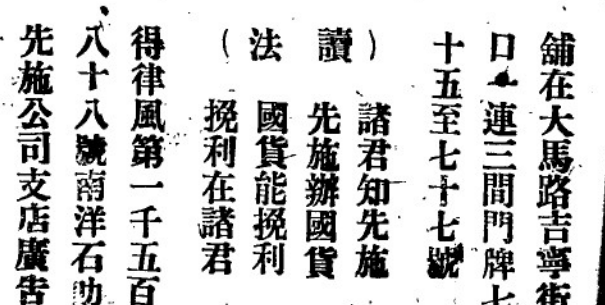 舖在大馬路吉寧街
口一連三間門牌七
十五至七十七號
（讀法）
諸君知先施
先施辦國貨
國貨能挽利
挽利在諸君
得律風第一千五百
八十八號南洋石叻
先施公司支店廣告